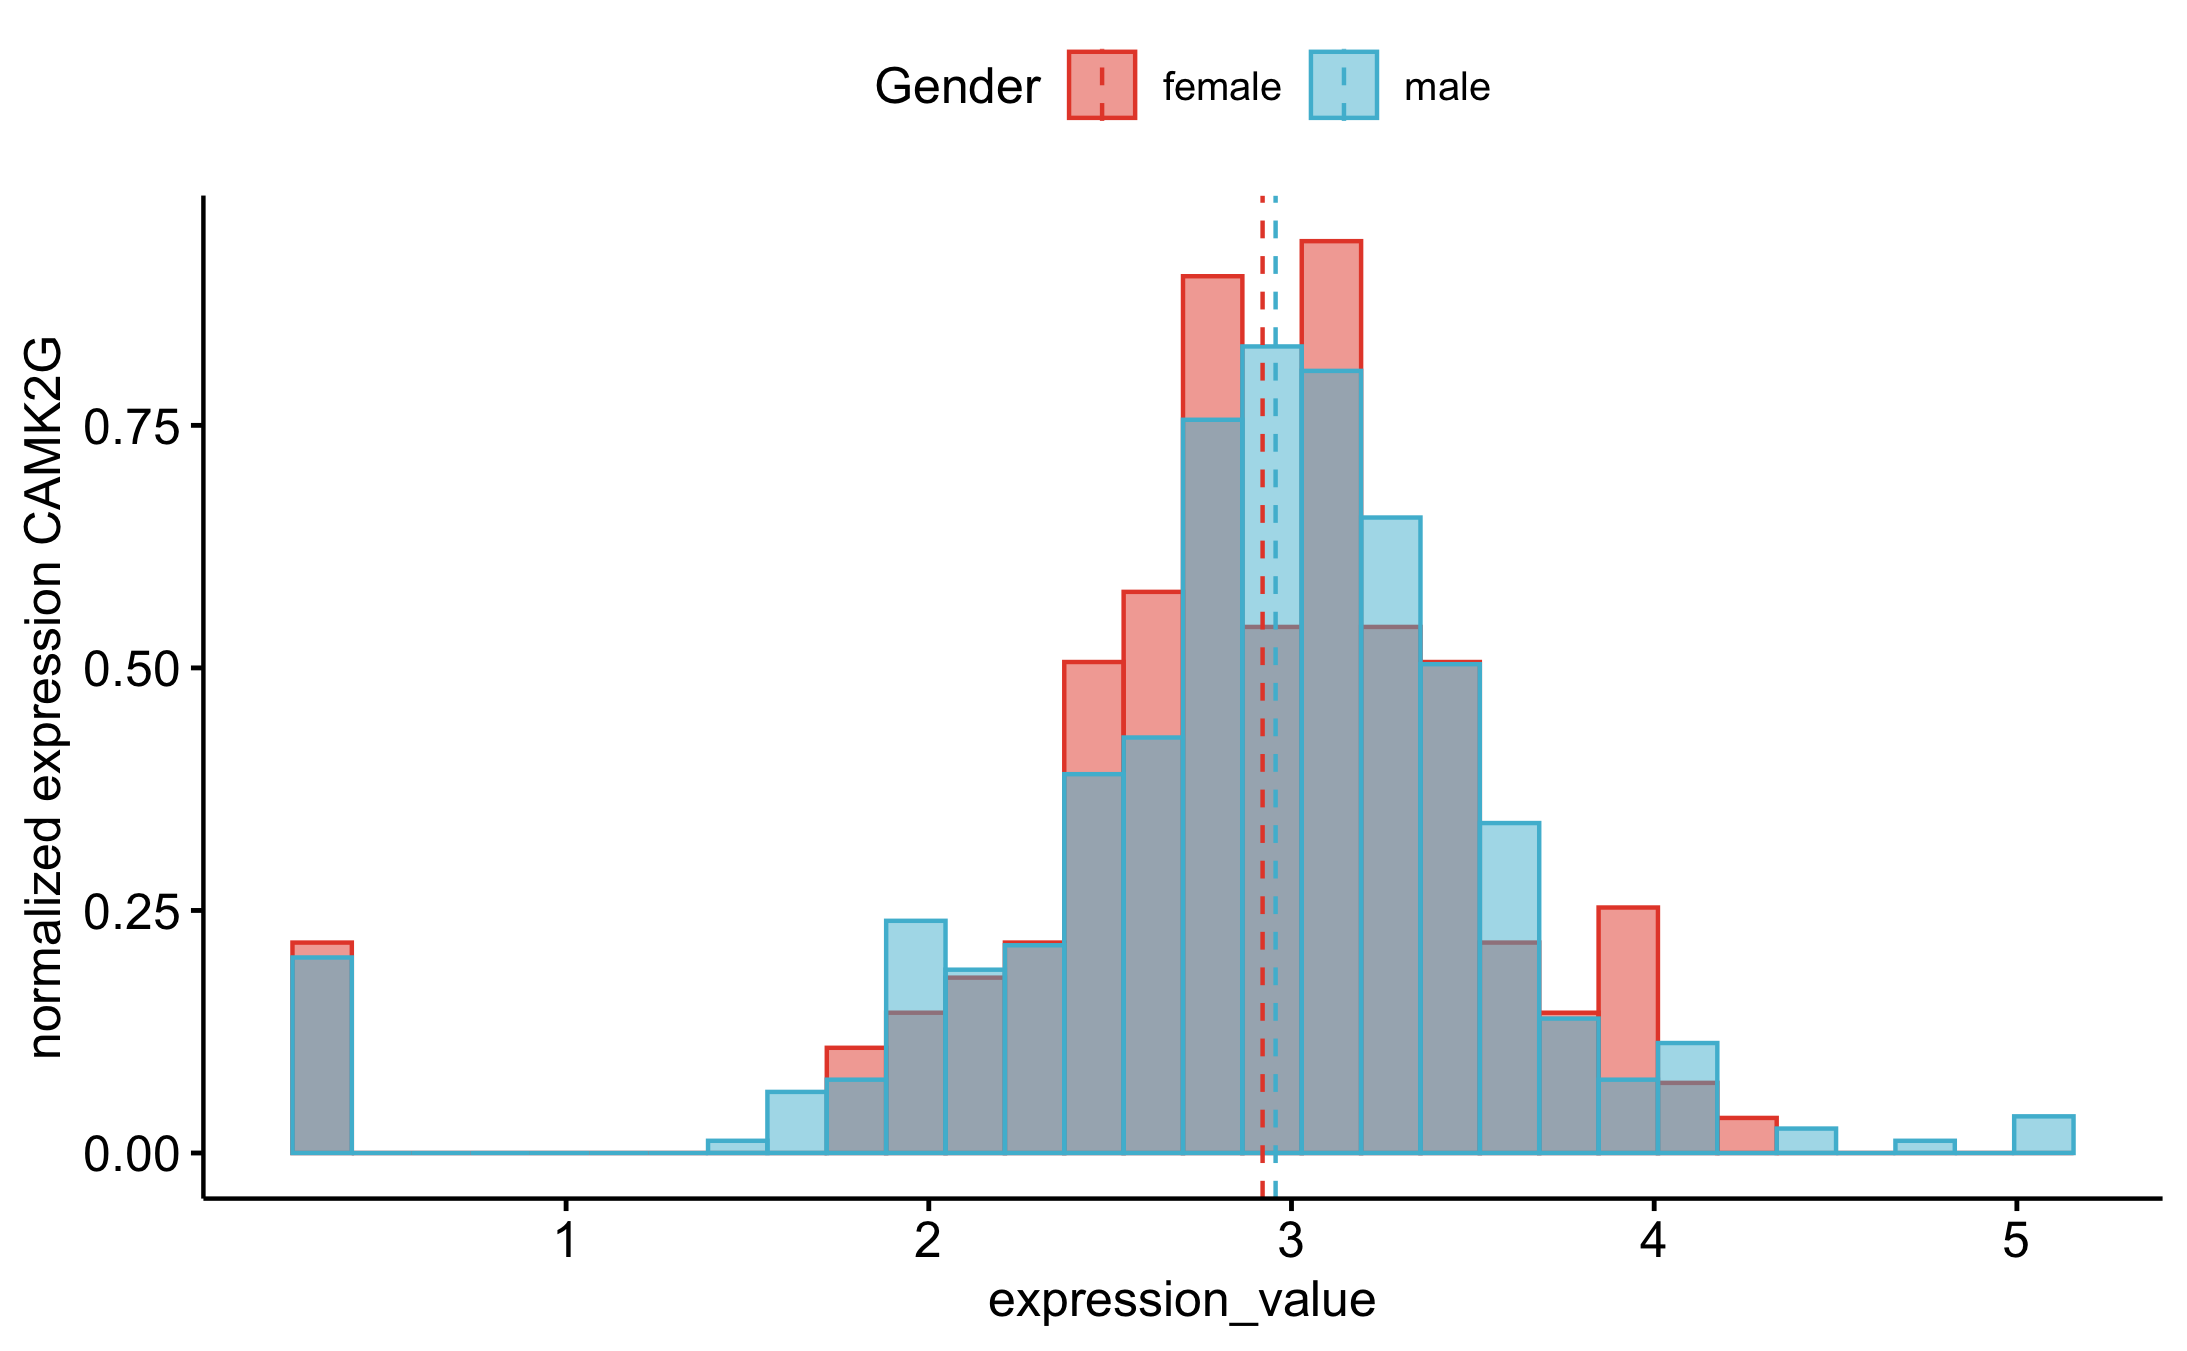 Gender female male
normalized expression CAMK2G
0.75
0.50
0.25
0.00
1 2 3 4 5
expression_value